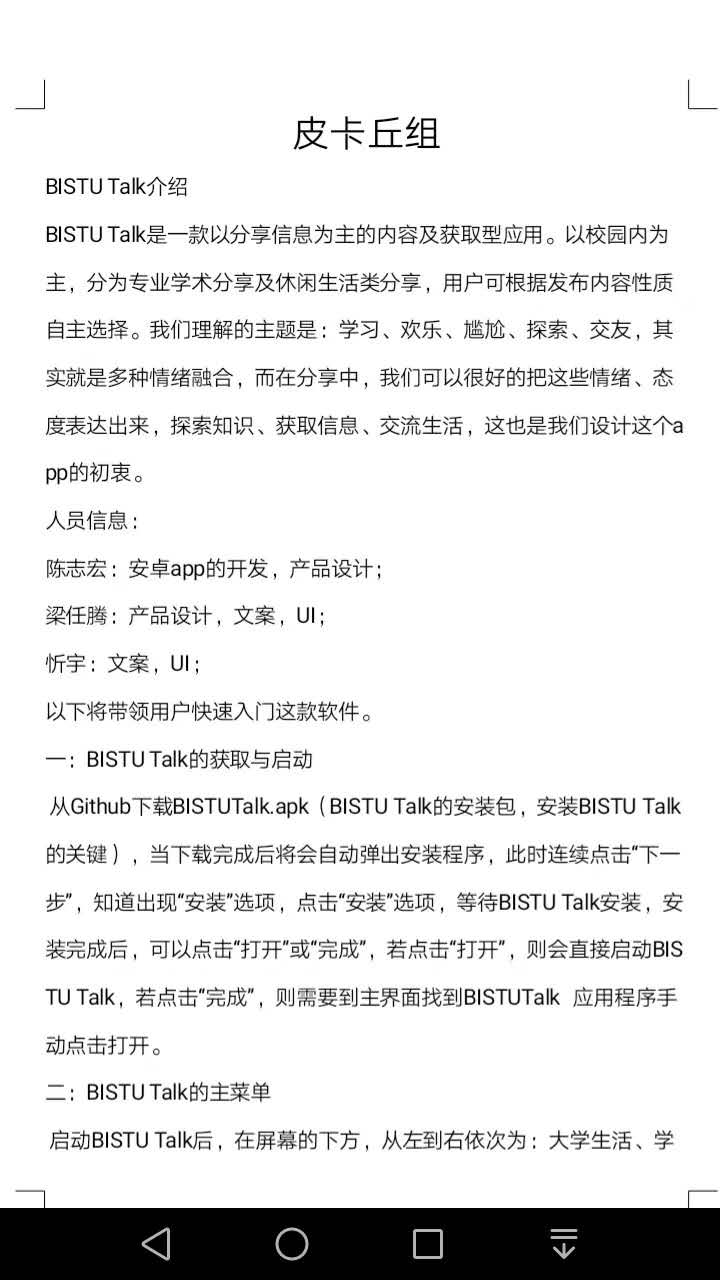 皮卡丘组
BISTU Talk介绍
BISTU Talk是一款以分享信息为主的内容及获取型应用。以校园内为
主，分为专业学术分享及休闲生活类分享，用户可根据发布内容性质
自主选择。我们理解的主题是：学习、欢乐、尴尬、探索、交友，其
实就是多种情绪融合，而在分享中，我们可以很好的把这些情绪、态
度表达出来，探索知识、获取信息、交流生活，这也是我们设计这个a
pp的初衷。
人员信息：
陈志宏：安卓app的开发，产品设计；
梁任腾：产品设计，文案，UI；
忻宇：文案，UI；
以下将带领用户快速入门这款软件。
一：BISTU Talk的获取与启动
从Github下载BISTUTalk.apk（BISTU Talk的安装包，安装BISTU Talk
的关键），当下载完成后将会自动弹出安装程序，此时连续点击“下一
步”，知道出现“安装”选项，点击“安装”选项，等待BISTU Talk安装，安
装完成后，可以点击“打开”或“完成”，若点击“打开”，则会直接启动BIS
TU Talk，若点击“完成”，则需要到主界面找到BISTUTalk 应用程序手
动点击打开。
二：BISTU Talk的主菜单
启动BISTU Talk后，在屏幕的下方，从左到右依次为：大学生活、学